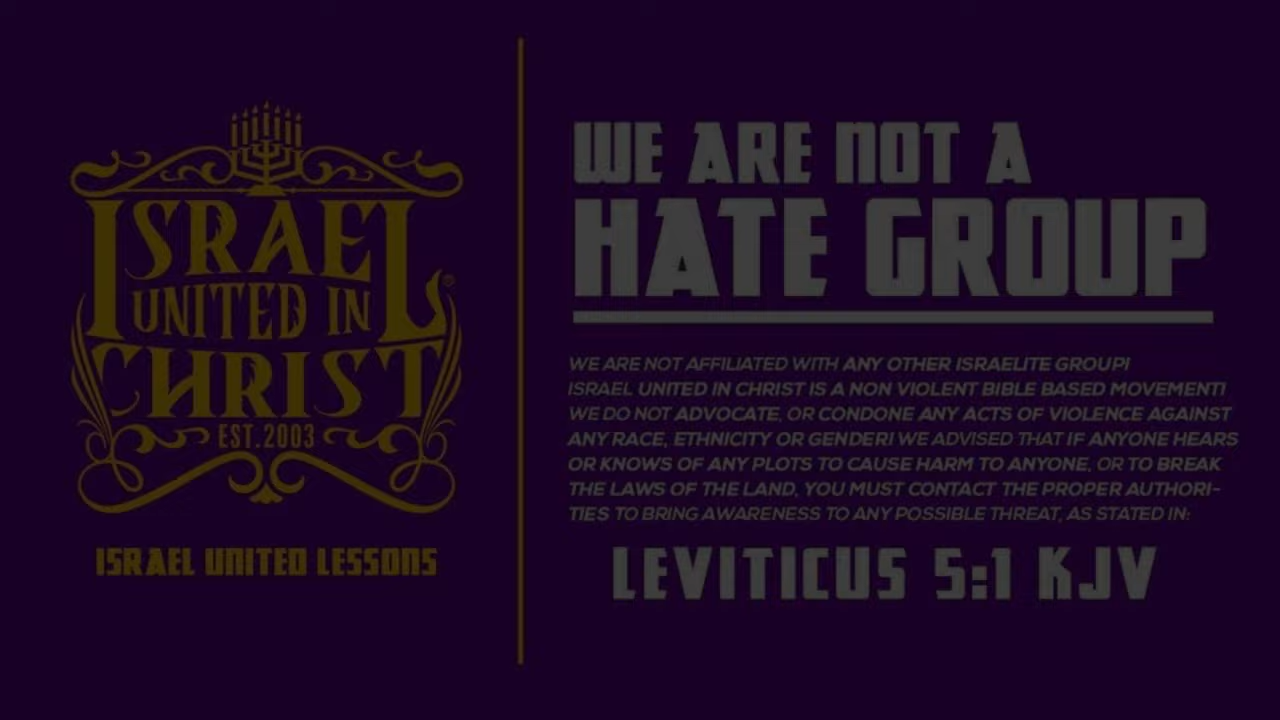 ISRAEL
UNITED IN
CHRIST
EST. 2003
ISRAEL UNITED LESSONS
WE ARE NOT A
HATE GROUP
WE ARE NOT AFFILIATED WITH ANY OTHER ISRAELITE GROUP!
ISRAEL UNITED IN CHRIST IS A NON VIOLENT BIBLE BASED MOVEMENT!
WE DO NOT ADVOCATE, OR CONDONE ANY ACTS OF VIOLENCE AGAINST
ANY RACE, ETHNICITY OR GENDER! WE ADVISED THAT IF ANYONE HEARS
OR KNOWS OF ANY PLOTS TO CAUSE HARM TO ANYONE, OR TO BREAK
THE LAWS OF THE LAND, YOU MUST CONTACT THE PROPER AUTHORI-
TIES TO BRING AWARENESS TO ANY POSSIBLE THREAT, AS STATED IN:
LEVITICUS 5:1 KJV